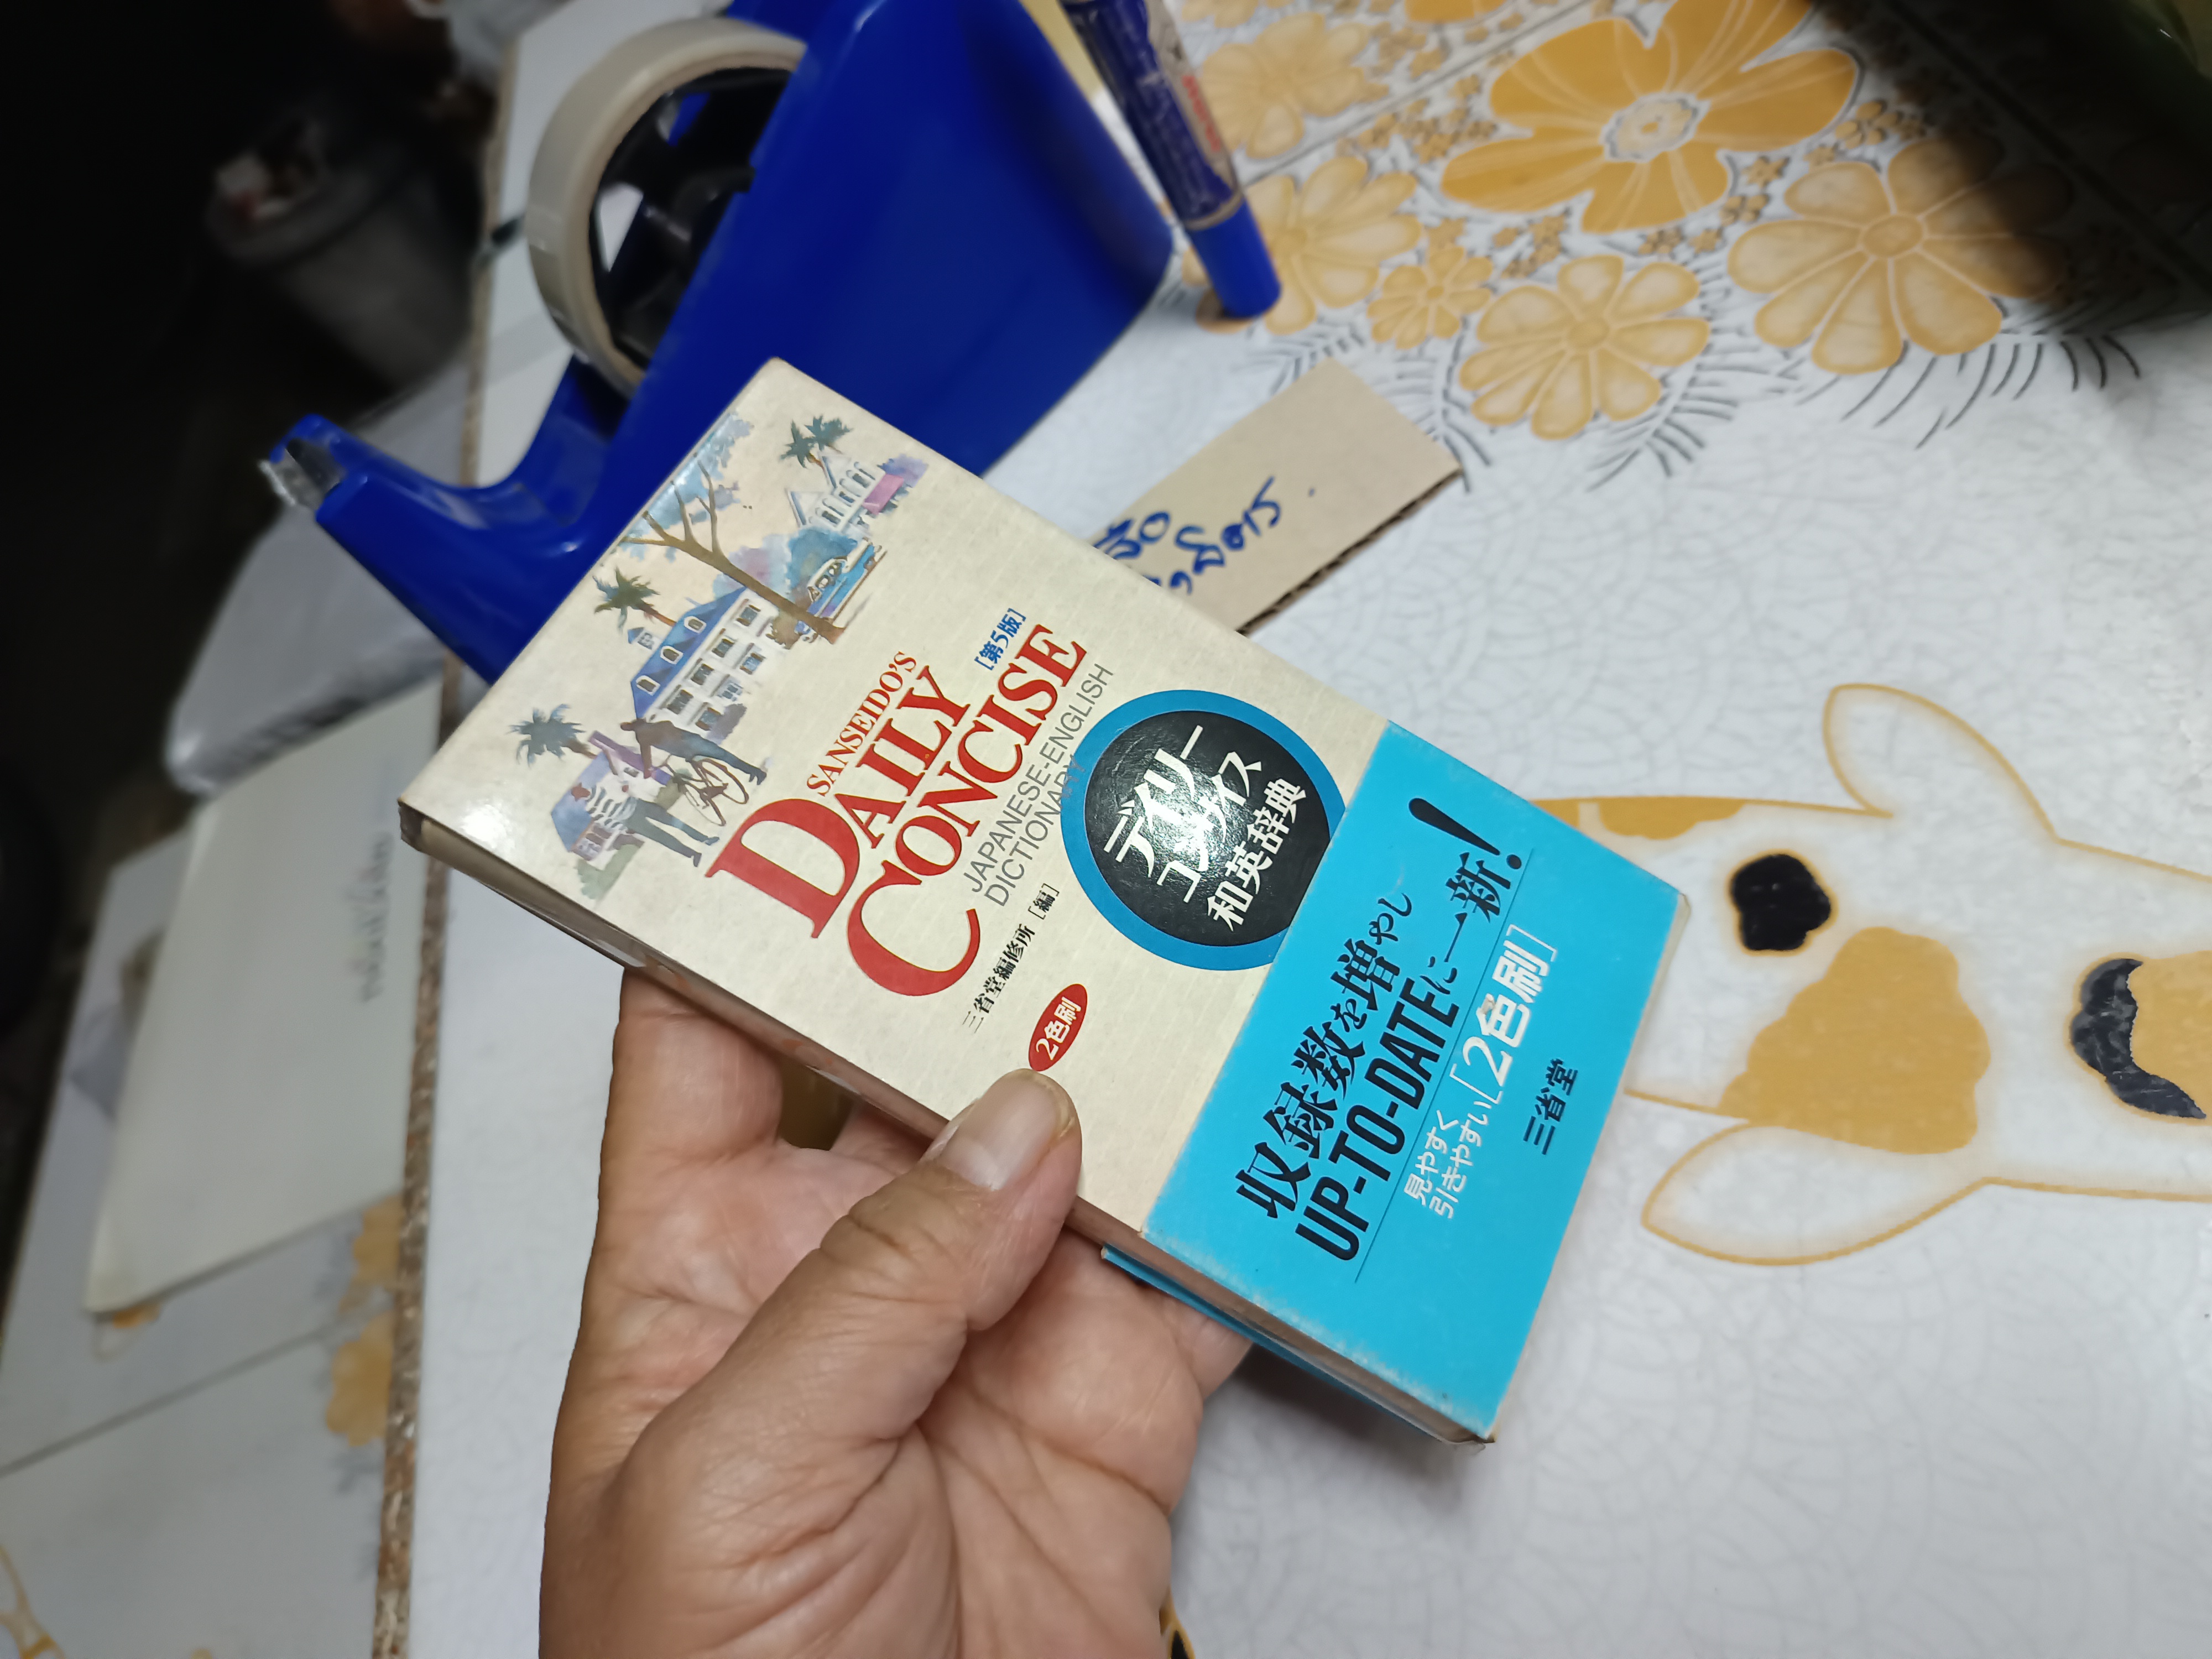 SANSEIDO'S
DAILY
CONCISE
[第5版]
JAPANESE-ENGLISH
DICTIONARY
三省堂編修所[編]
2色刷
デイリー
コンサイス
和英辞典
収録数を増やし
UP-TO-DATEに一新!
見やすく
引きやすい[2色刷]
三省堂